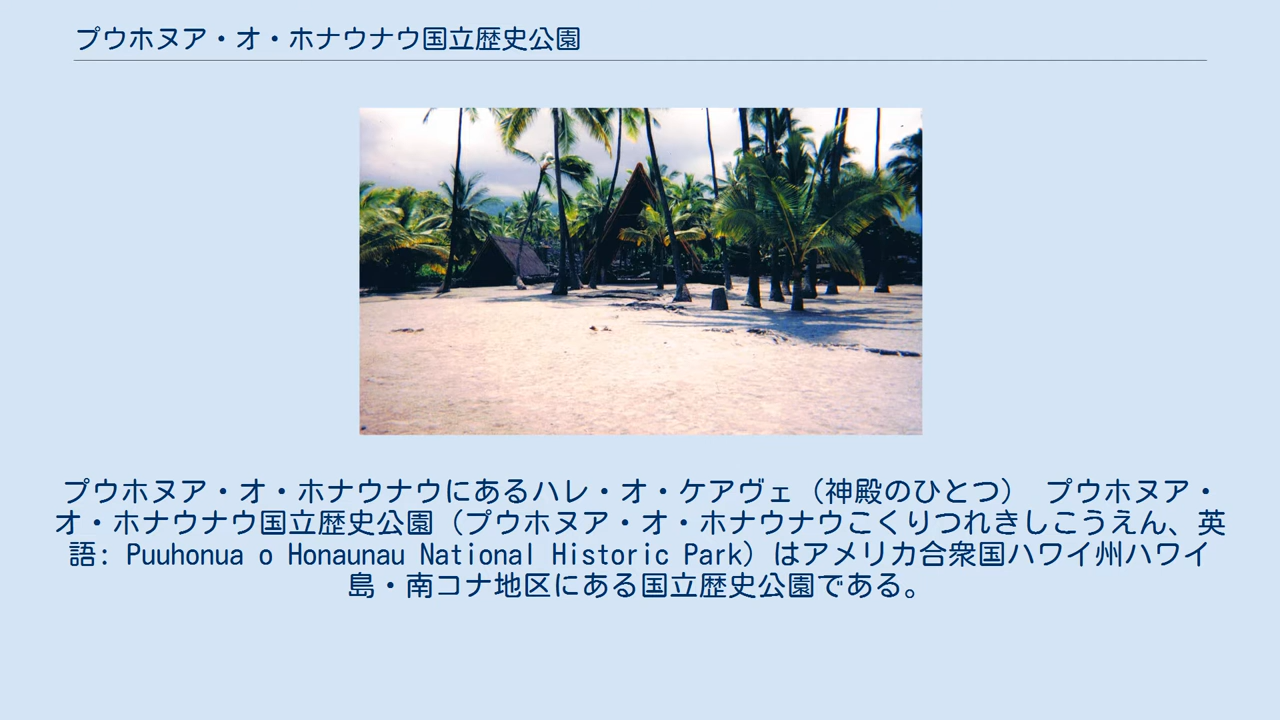 プウホヌア・オ・ホナウナウ国立歴史公園
プウホヌア・オ・ホナウナウにあるハレ・オ・ケアヴェ（神殿のひとつ） プウホヌア・
オ・ホナウナウ国立歴史公園（プウホヌア・オ・ホナウナウこくりつれきしこうえん、英
語: Puuhonua o Honaunau National Historic Park）はアメリカ合衆国ハワイ州ハワイ
島・南コナ地区にある国立歴史公園である。